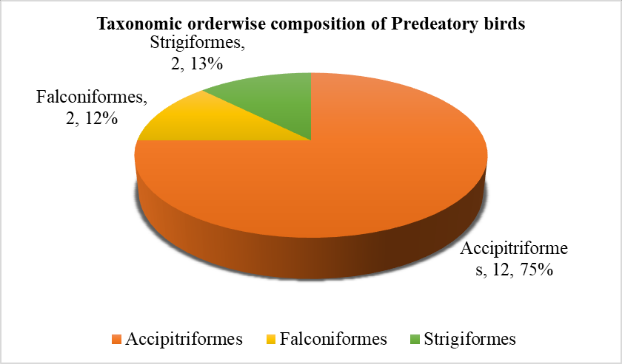 Taxonomic orderwise composition of Predeatory birds
Strigiformes,
2, 13%
Falconiformes,
2, 12%
Accipitriforme
s, 12, 75%
Accipitriformes
Falconiformes
Strigiformes